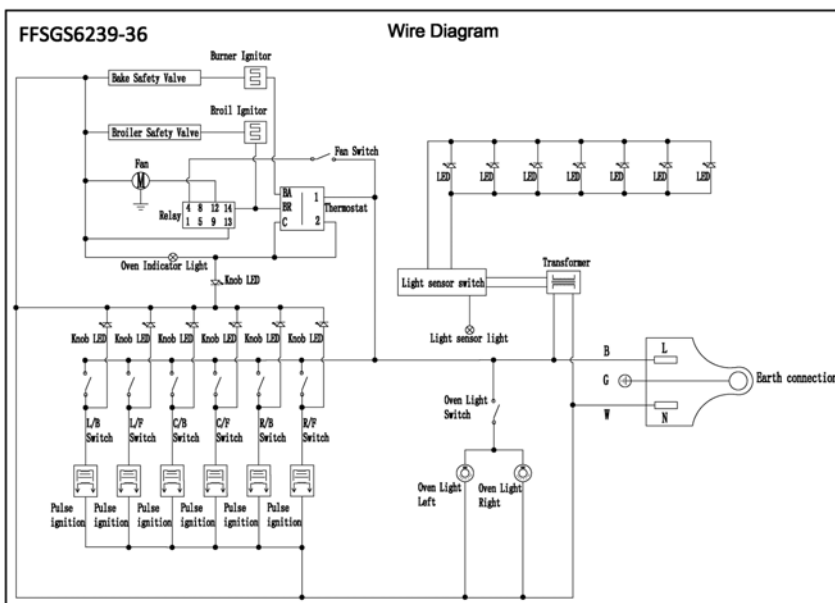 FFSGS6239-36
Wire Diagram
Burner Ignitor
Bake Safety Valve
Broil Ignitor
Broiler Safety Valve
Fan Switch
Fan
M
BA
BR
C
1
2
Thermostat
4 8 12 14
1 5 9 13
Relay
Oven Indicator Light
Knob LED
LED
LED
LED
LED
LED
LED
LED
Transformer
Light sensor switch
Light sensor light
Knob LED
Knob LED
Knob LED
Knob LED
Knob LED
Knob LED
B
L
G
Earth connection
W
N
Oven Light
Switch
L/B
Switch
L/F
Switch
C/B
Switch
C/F
Switch
R/B
Switch
R/F
Switch
Oven Light
Left
Oven Light
Right
Pulse
ignition
Pulse
ignition
Pulse
ignition
Pulse
ignition
Pulse
ignition
Pulse
ignition